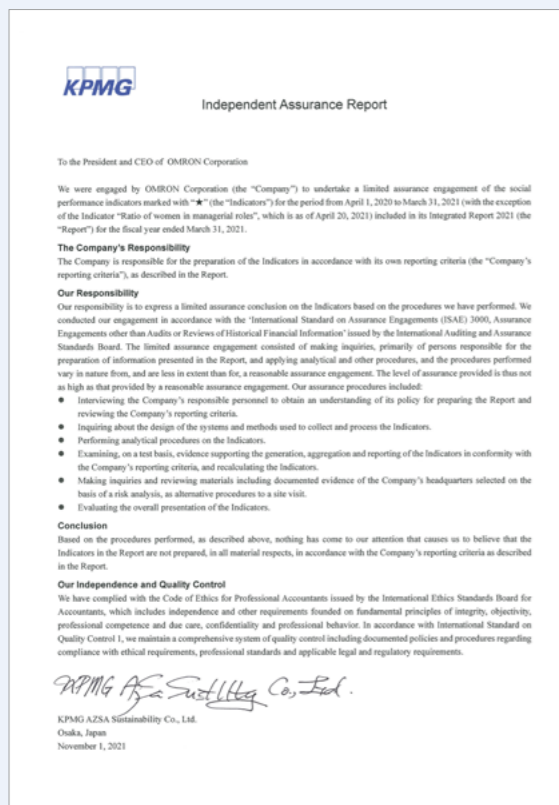 KPMG
Independent Assurance Report
To the President and CEO of OMRON Corporation
We were engaged by OMRON Corporation (the “Company”) to undertake a limited assurance engagement of the social
performance indicators marked with “★” (the “Indicators”) for the period from April 1, 2020 to March 31, 2021 (with the exception
of the Indicator “Ratio of women in managerial roles”, which is as of April 20, 2021) included in its Integrated Report 2021 (the
“Report”) for the fiscal year ended March 31, 2021.
The Company’s Responsibility
The Company is responsible for the preparation of the Indicators in accordance with its own reporting criteria (the “Company’s
reporting criteria”), as described in the Report.
Our Responsibility
Our responsibility is to express a limited assurance conclusion on the Indicators based on the procedures we have performed. We
conducted our engagement in accordance with the ‘International Standard on Assurance Engagements (ISAE) 3000, Assurance
Engagements other than Audits or Reviews of Historical Financial Information’ issued by the International Auditing and Assurance
Standards Board. The limited assurance engagement consisted of making inquiries, primarily of persons responsible for the
preparation of information presented in the Report, and applying analytical and other procedures, and the procedures performed
vary in nature from, and are less in extent than for, a reasonable assurance engagement. The level of assurance provided is thus not
as high as that provided by a reasonable assurance engagement. Our assurance procedures included:
● Interviewing the Company’s responsible personnel to obtain an understanding of its policy for preparing the Report and
reviewing the Company’s reporting criteria.
● Inquiring about the design of the systems and methods used to collect and process the Indicators.
● Performing analytical procedures on the Indicators.
● Examining, on a test basis, evidence supporting the generation, aggregation and reporting of the Indicators in conformity with
the Company’s reporting criteria, and recalculating the Indicators.
● Making inquiries and reviewing materials including documented evidence of the Company’s headquarters selected on the
basis of a risk analysis, as alternative procedures to a site visit.
● Evaluating the overall presentation of the Indicators.
Conclusion
Based on the procedures performed, as described above, nothing has come to our attention that causes us to believe that the
Indicators in the Report are not prepared, in all material respects, in accordance with the Company’s reporting criteria as described
in the Report.
Our Independence and Quality Control
We have complied with the Code of Ethics for Professional Accountants issued by the International Ethics Standards Board for
Accountants, which includes independence and other requirements founded on fundamental principles of integrity, objectivity,
professional competence and due care, confidentiality and professional behavior. In accordance with International Standard on
Quality Control 1, we maintain a comprehensive system of quality control including documented policies and procedures regarding
compliance with ethical requirements, professional standards and applicable legal and regulatory requirements.
KPMG AZSA Sustainability Co., Ltd.
KPMG AZSA Sustainability Co., Ltd.
Osaka, Japan
November 1, 2021